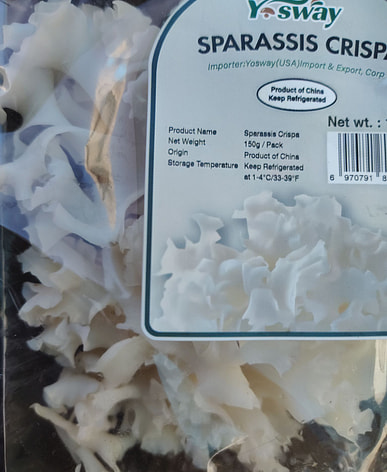 Yosway
SPARASSIS CRISPA
Importer:Yosway(USA)Import & Export, Corp
Product of China
Keep Refrigerated
Net wt. :
Product Name Sparassis Crispa
Net Weight 150g / Pack
Origin Product of China
Storage Temperature Keep Refrigerated
at 1-4°C/33-39°F
6 970791 8